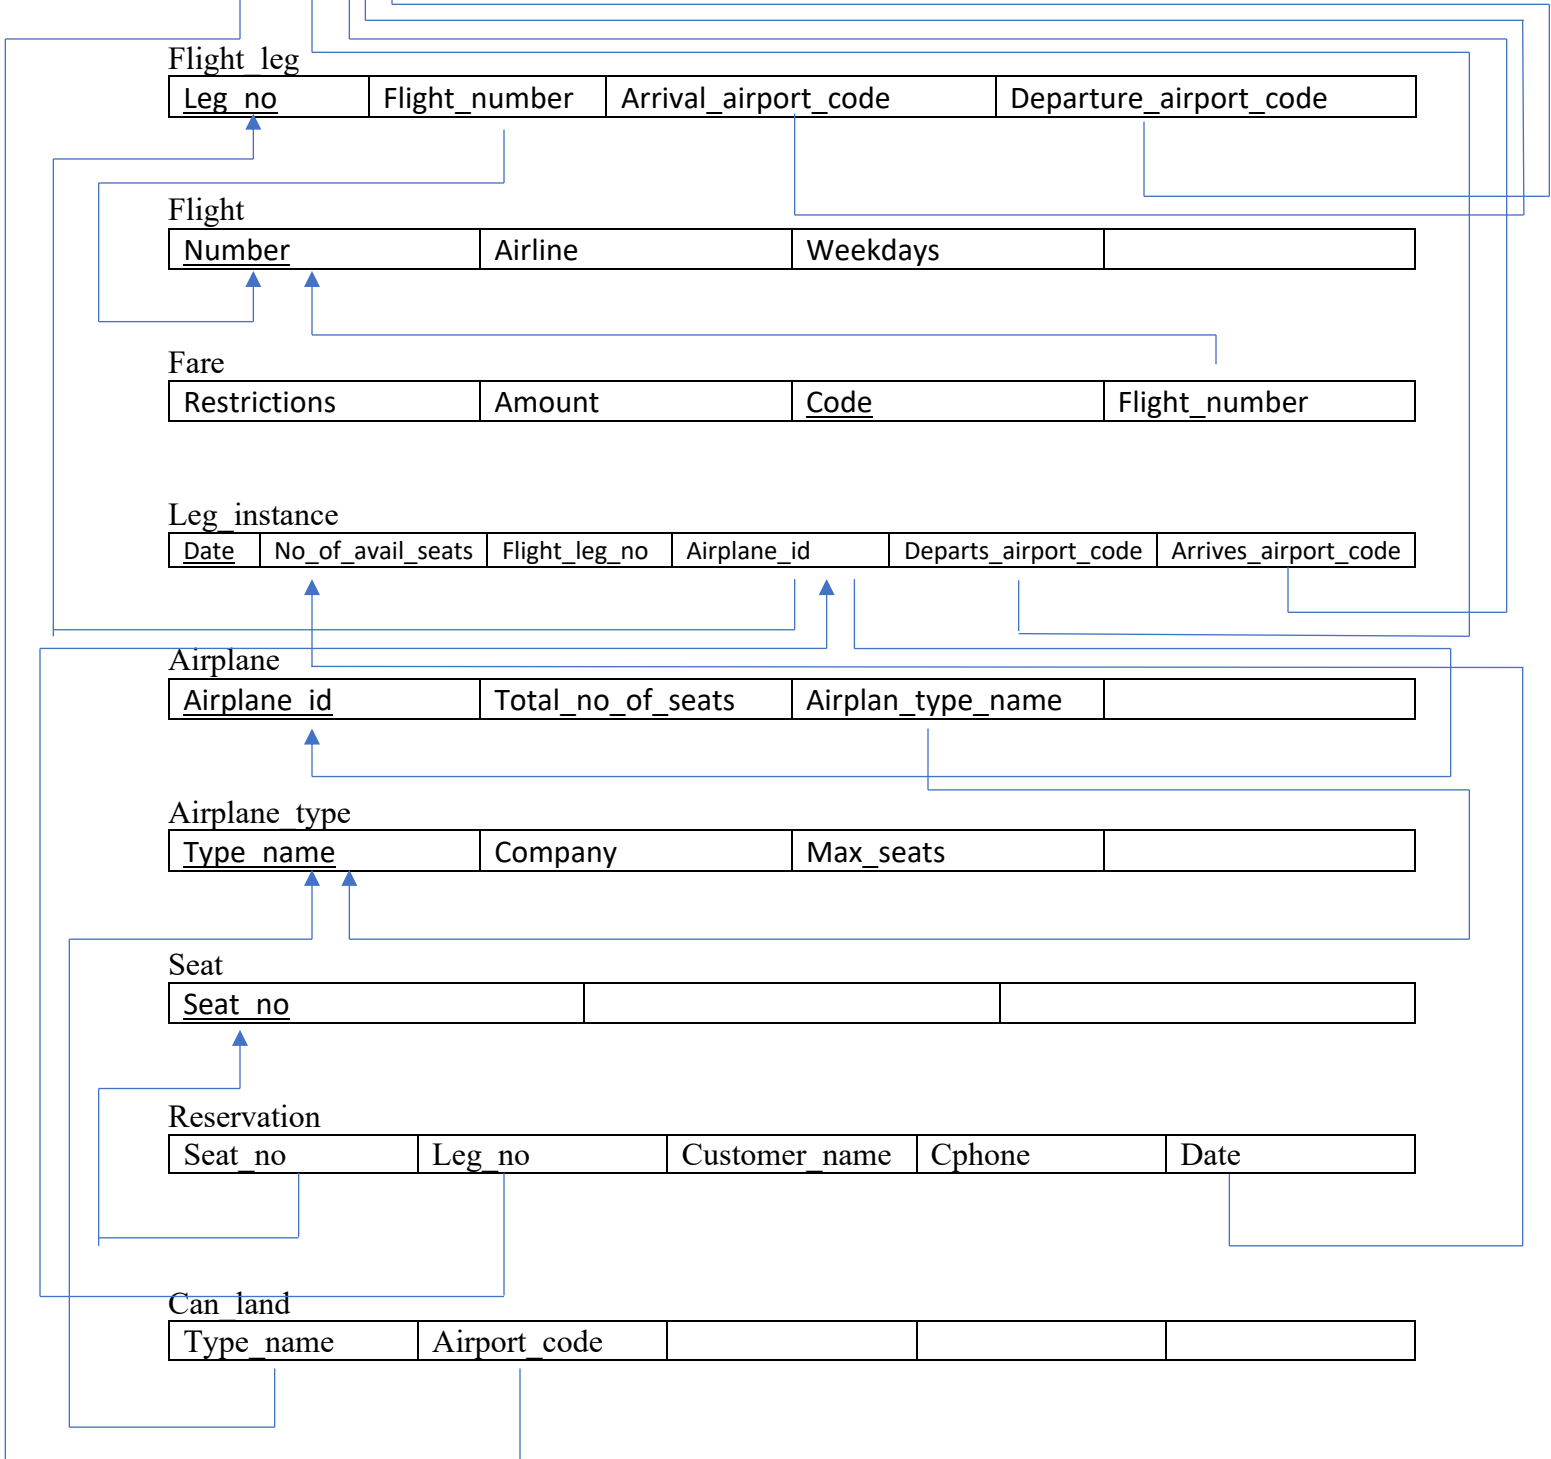 Flight_leg
Leg_no Flight_number Arrival_airport_code Departure_airport_code
Flight
Number Airline Weekdays
Fare
Restrictions Amount Code Flight_number
Leg_instance
Date No_of_avail_seats Flight_leg_no Airplane_id Departs_airport_code Arrives_airport_code
Airplane
Airplane_id Total_no_of_seats Airplan_type_name
Airplane_type
Type_name Company Max_seats
Seat
Seat_no
Reservation
Seat_no Leg_no Customer_name Cphone Date
Can_land
Type_name Airport_code